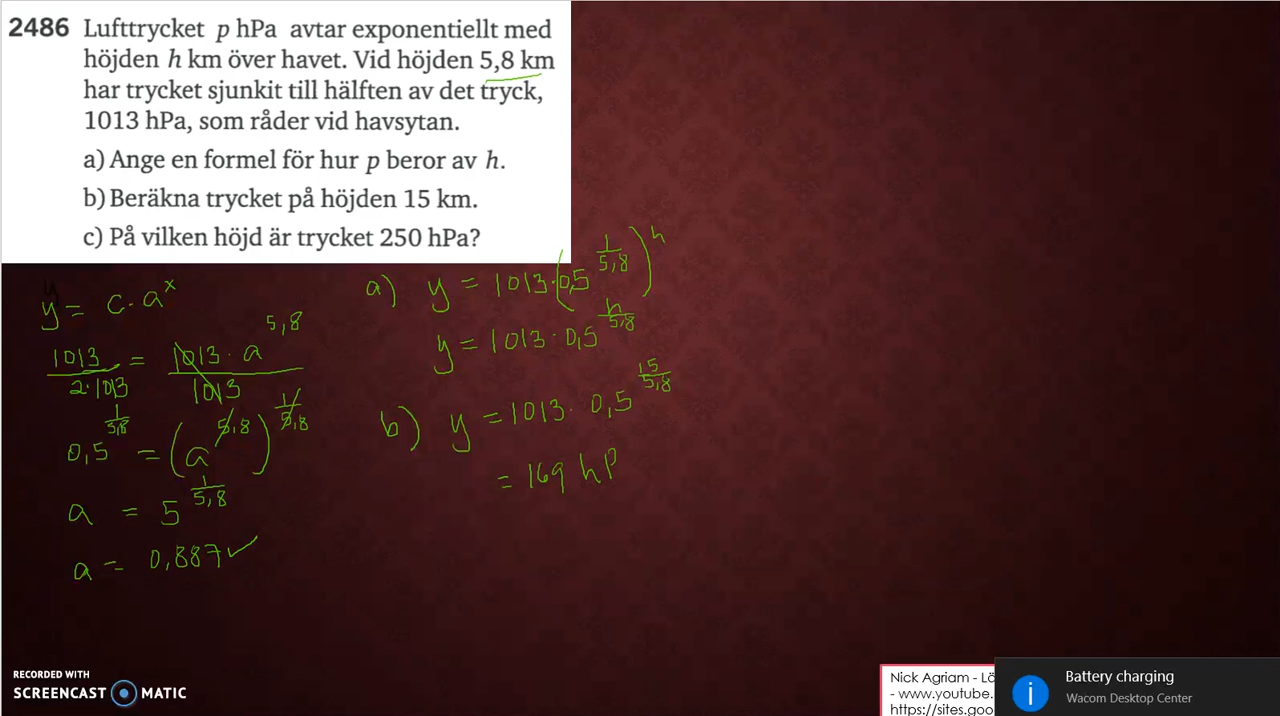 2486 Lufttrycket p hPa avtar exponentiellt med
höjden h km över havet. Vid höjden 5,8 km
har trycket sjunkit till hälften av det tryck,
1013 hPa, som råder vid havsytan.
a) Ange en formel för hur p beror av h.
b) Beräkna trycket på höjden 15 km.
c) På vilken höjd är trycket 250 hPa?
y = c·a^x
1013/(2·1013) = (1013·a^5,8)/1013
0,5^(1/5,8) = (a^5,8)^(1/5,8)
a = 5^(1/5,8)
a = 0,887 ✓
a) y = 1013·(0,5^(1/5,8))^h
y = 1013·0,5^(h/5,8)
b) y = 1013·0,5^(15/5,8)
= 169 hP
RECORDED WITH
SCREENCAST MATIC
Nick Agriam - Lö
- www.youtube.
https://sites.goo
Battery charging
Wacom Desktop Center